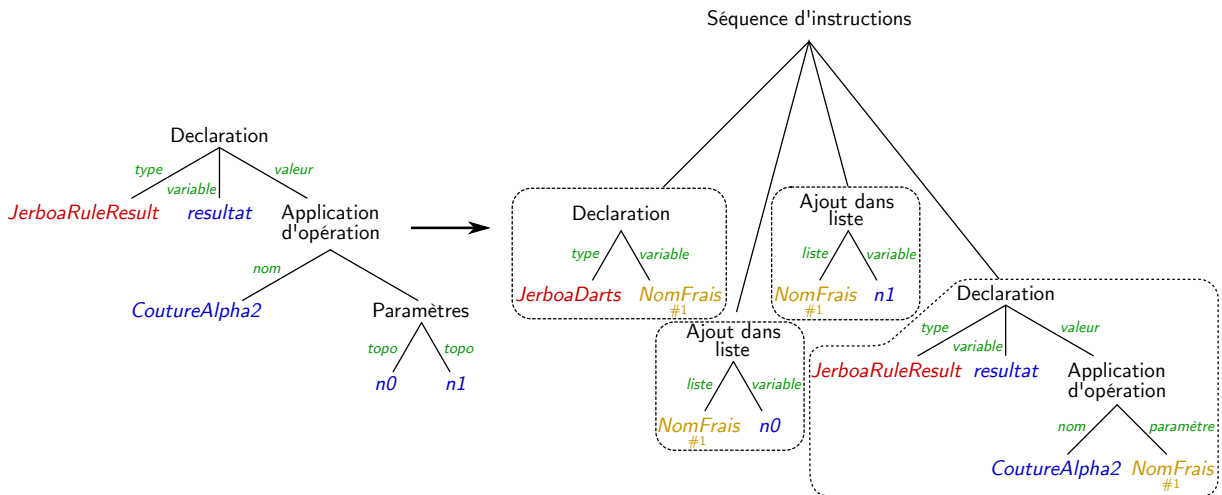 Séquence d'instructions
Declaration
type
variable
valeur
JerboaRuleResult
resultat
Application
d'opération
nom
CoutureAlpha2
Paramètres
topo
topo
n0
n1
Declaration
type
variable
JerboaDarts
NomFrais
#1
Ajout dans
liste
liste
variable
NomFrais
#1
n0
Ajout dans
liste
liste
variable
NomFrais
#1
n1
Declaration
type
variable
valeur
JerboaRuleResult
resultat
Application
d'opération
nom
paramètre
CoutureAlpha2
NomFrais
#1